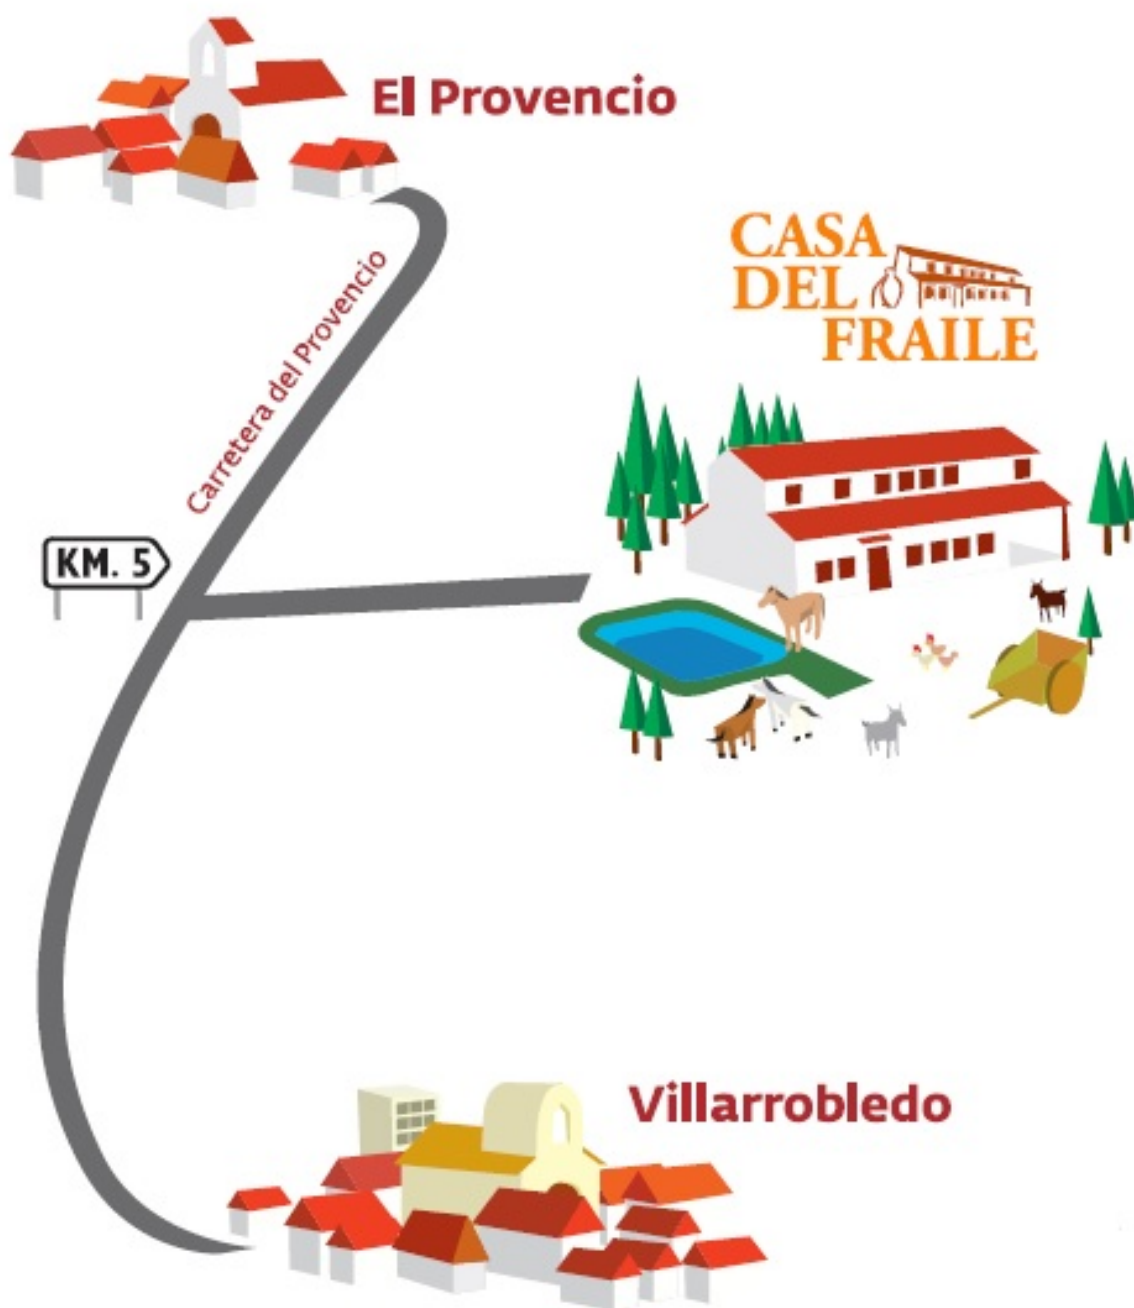 El Provencio
CASA
DEL
FRAILE
Carretera del Provencio
KM. 5
Villarrobledo